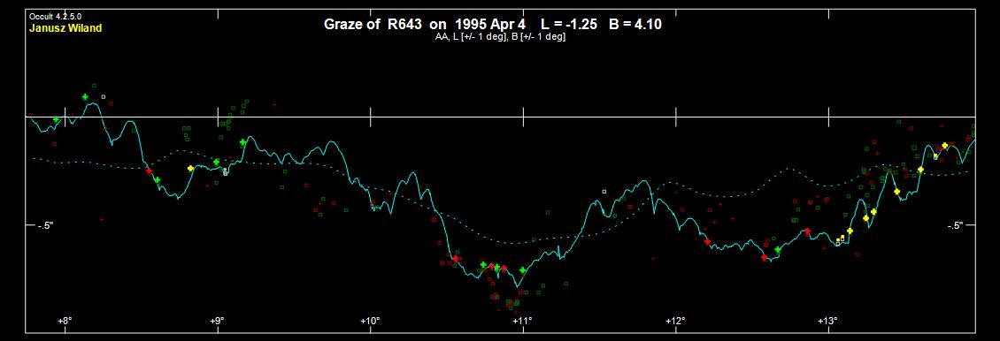 Occult 4.2.5.0
Graze of R643 on 1995 Apr 4 L = -1.25 B = 4.10
Janusz Wiland
AA, L [+/- 1 deg], B [+/- 1 deg]
-.5" -.5"
+8° +9° +10° +11° +12° +13°